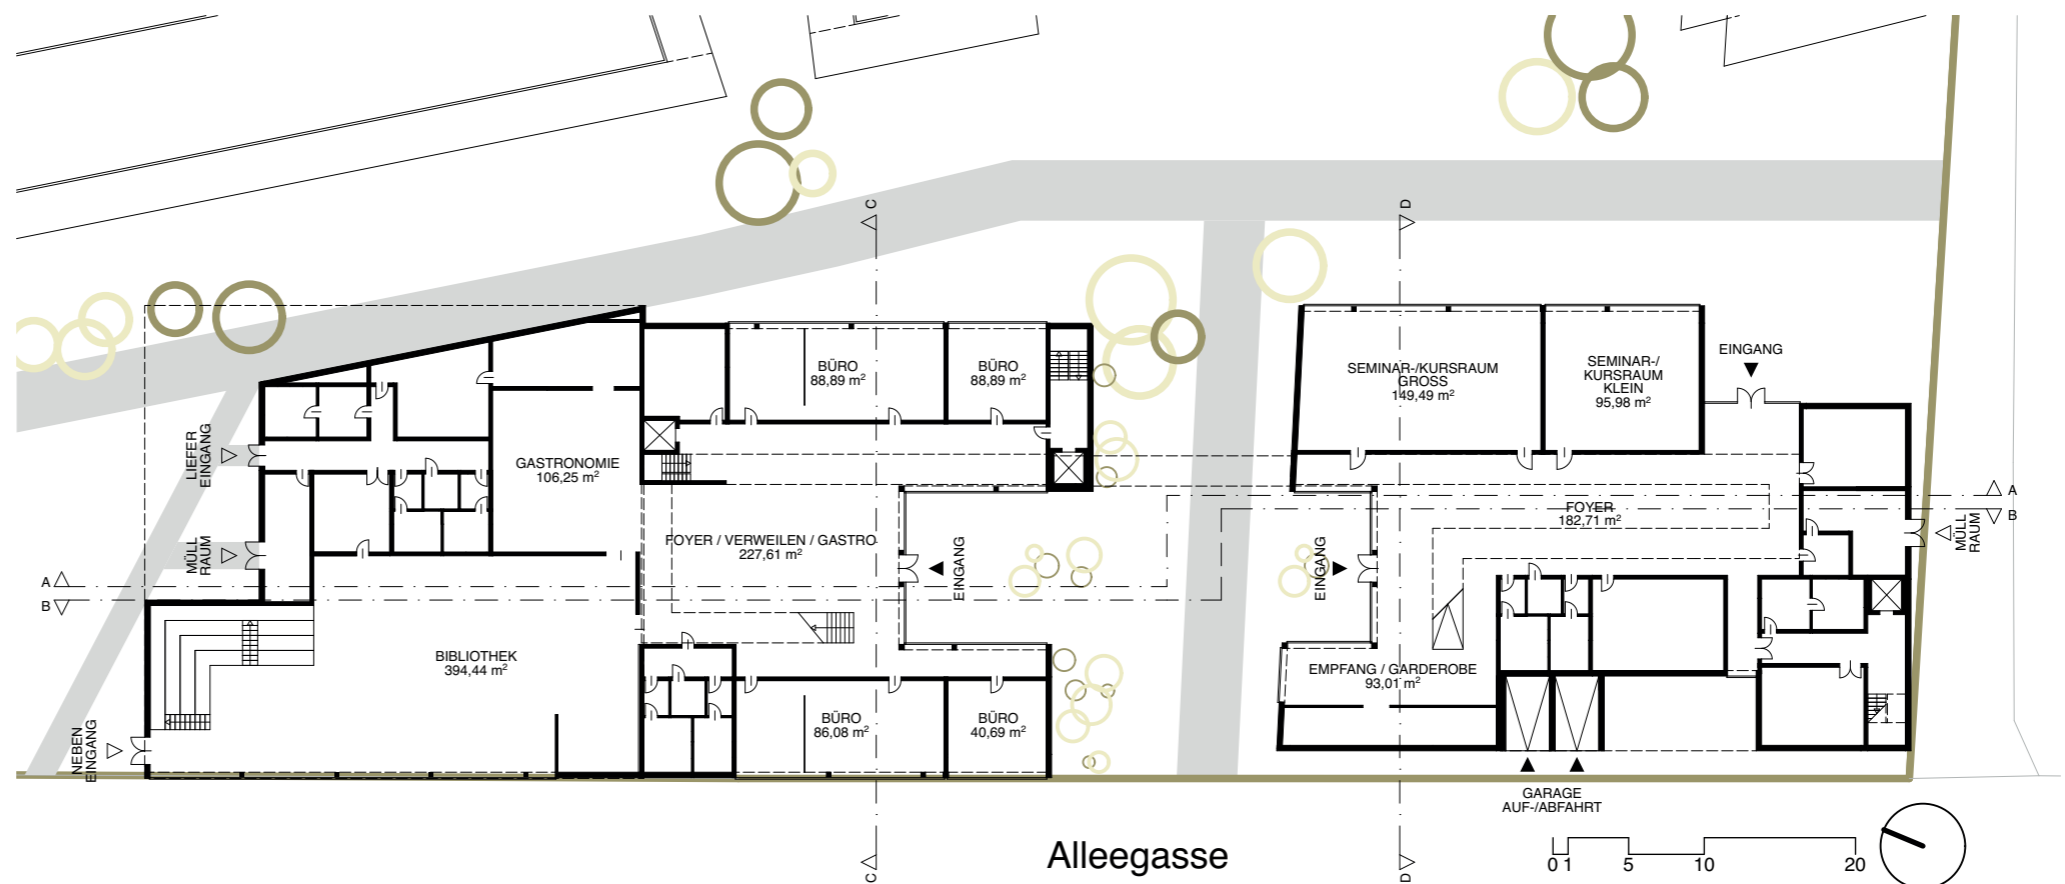 C
D
EINGANG
BÜRO
88,89 m²
BÜRO
88,89 m²
SEMINAR-/KURSRAUM
GROSS
149,49 m²
SEMINAR-/
KURSRAUM
KLEIN
95,98 m²
LIEFER
EINGANG
GASTRONOMIE
106,25 m²
A
B
FOYER
182,71 m²
MÜLL
RAUM
FOYER / VERWEILEN / GASTRO
227,61 m²
EINGANG
EINGANG
MÜLL
RAUM
A
B
BIBLIOTHEK
394,44 m²
EMPFANG / GARDEROBE
93,01 m²
NEBEN
EINGANG
BÜRO
86,08 m²
BÜRO
40,69 m²
GARAGE
AUF-/ABFAHRT
Alleegasse
0 1 5 10 20
C
D